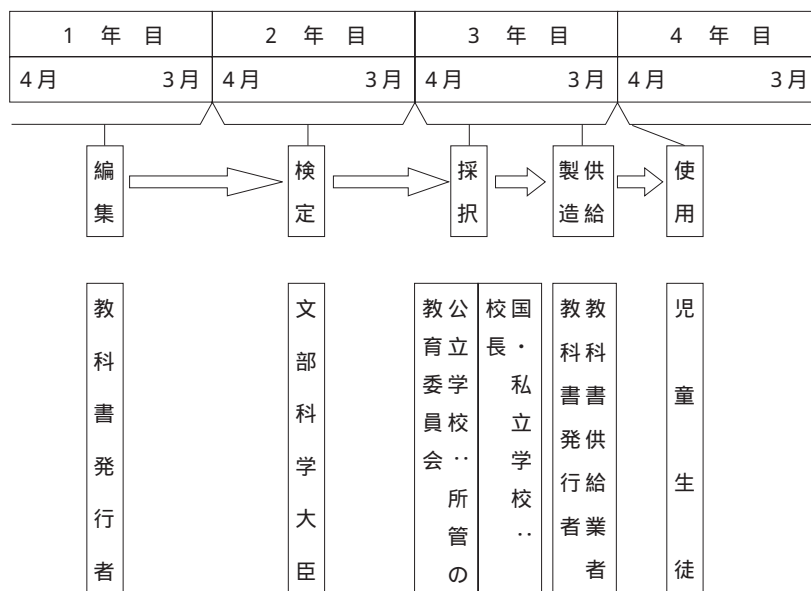 1年目
2年目
3年目
4年目
4月 3月
4月 3月
4月 3月
4月 3月
編集
検定
採択
供給
製造
使用
教科書発行者
文部科学大臣
公立学校：所管の
教育委員会
国・私立学校：
校長
教科書供給業者
教科書発行者
児童生徒